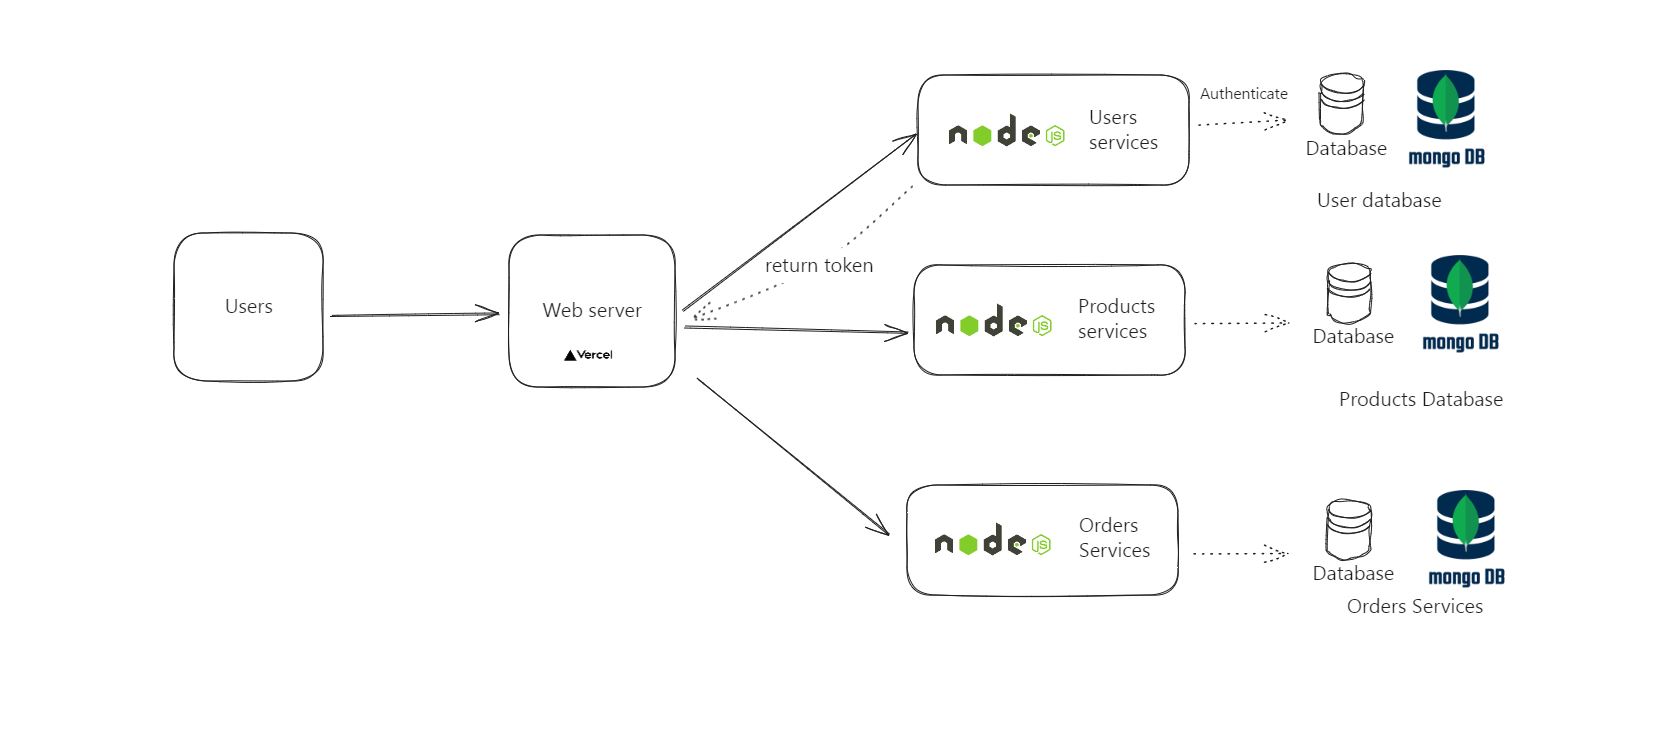 Users
Web server
Vercel
return token
node JS
Users
services
Authenticate
Database
mongo DB
User database
node JS
Products
services
Database
mongo DB
Products Database
node JS
Orders
Services
Database
mongo DB
Orders Services